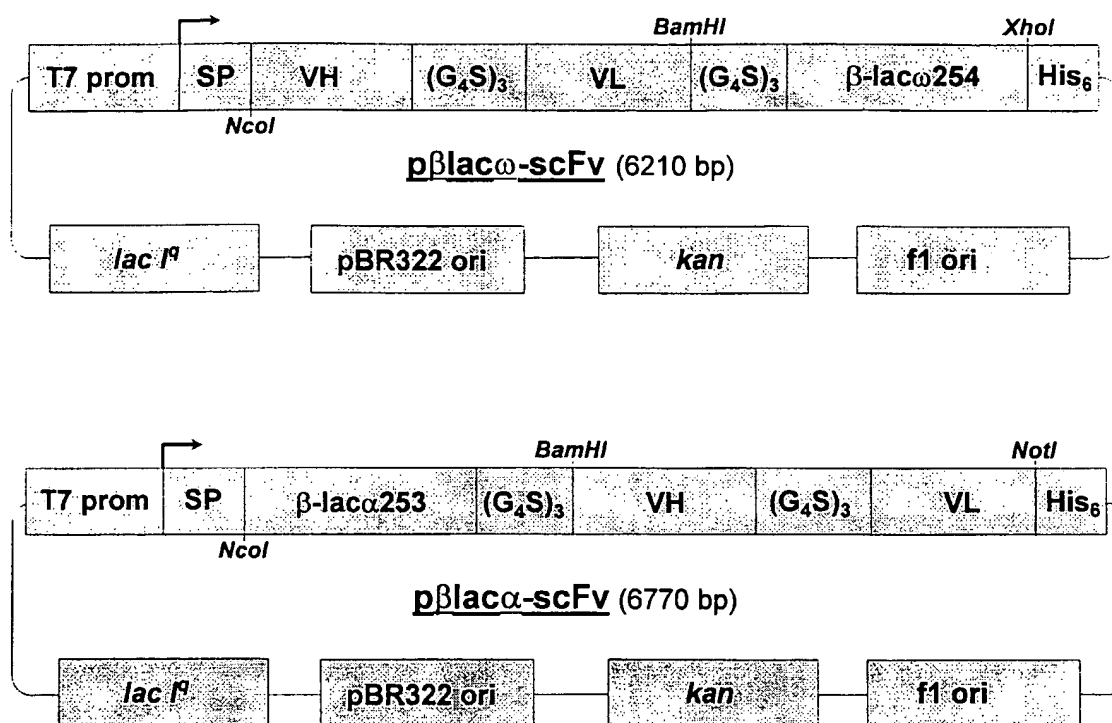 BamHI XhoI
T7 prom SP VH (G₄S)₃ VL (G₄S)₃ β-lacω254 His₆
NcoI
pβlacω-scFv (6210 bp)
lac Iq pBR322 ori kan f1 ori
BamHI NotI
T7 prom SP β-lacα253 (G₄S)₃ VH (G₄S)₃ VL His₆
NcoI
pβlacα-scFv (6770 bp)
lac Iq pBR322 ori kan f1 ori